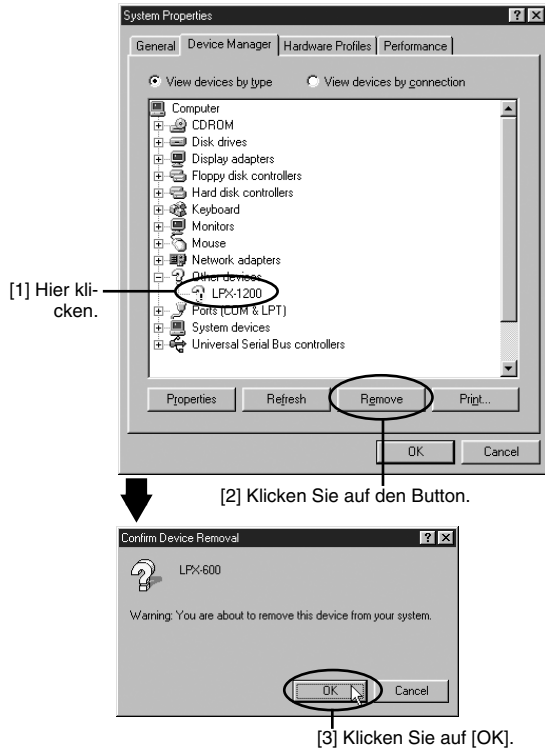 System Properties
General Device Manager Hardware Profiles Performance
View devices by type View devices by connection
Computer
CDROM
Disk drives
Display adapters
Floppy disk controllers
Hard disk controllers
Keyboard
Monitors
Mouse
Network adapters
Other devices
[1] Hier kli-
cken.
LPX-1200
Ports (COM & LPT)
System devices
Universal Serial Bus controllers
Properties Refresh Remove Print...
OK Cancel
[2] Klicken Sie auf den Button.
Confirm Device Removal
LPX-600
Warning: You are about to remove this device from your system.
OK Cancel
[3] Klicken Sie auf [OK].